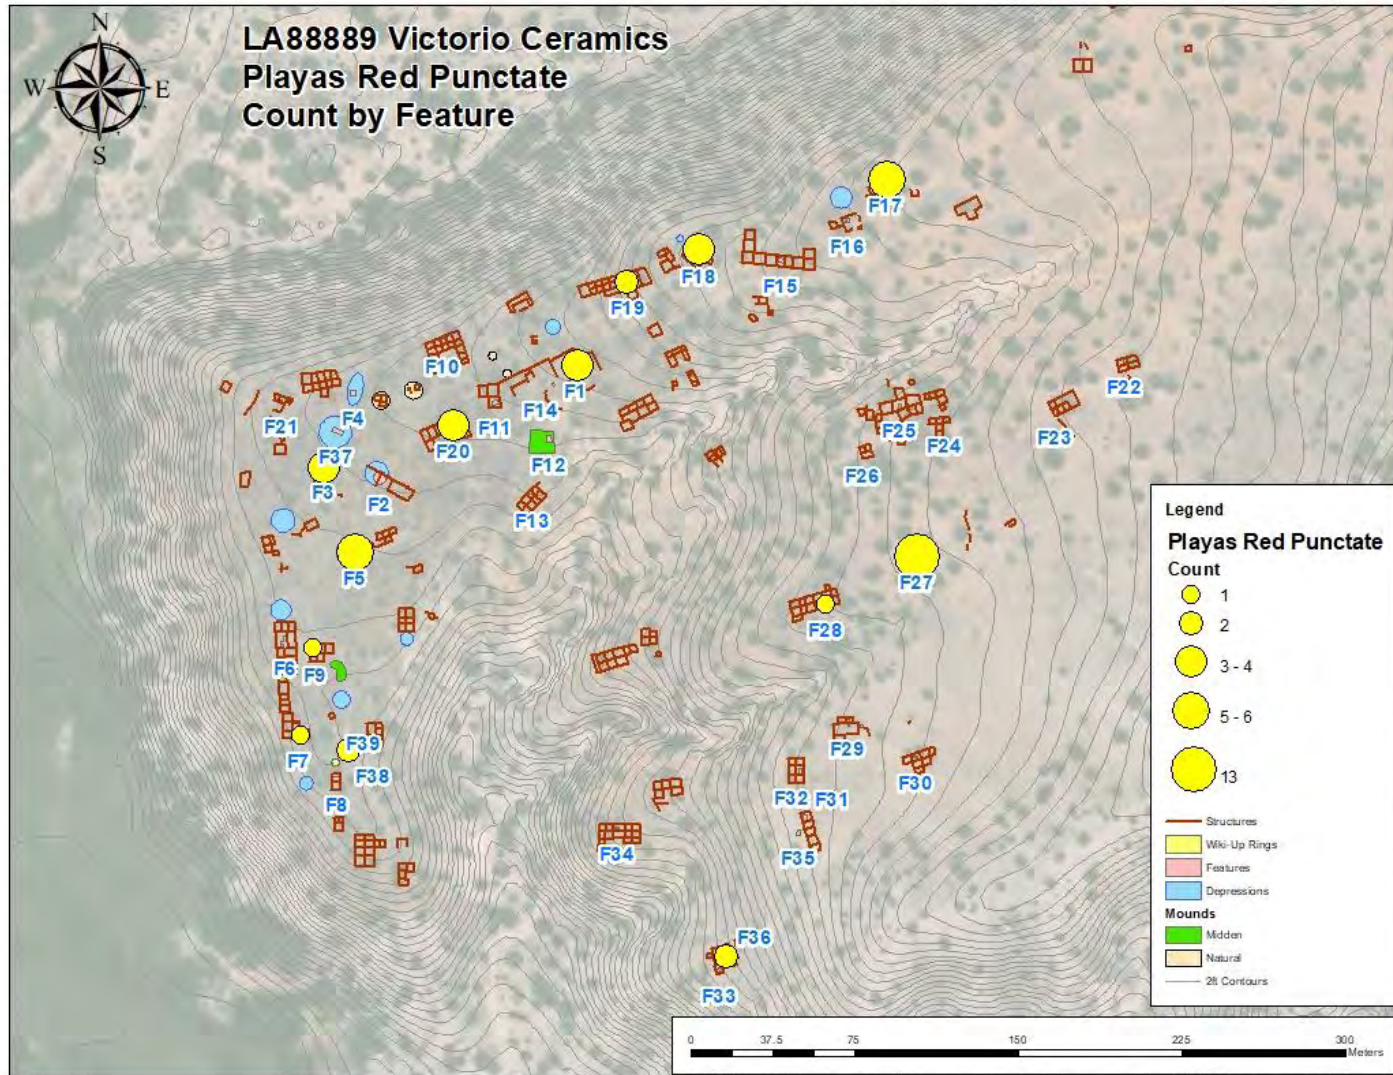 N
W E
S
LA88889 Victorio Ceramics
Playas Red Punctate
Count by Feature
F17
F16
F18
F15
F19
F10
F1
F22
F4
F21
F14
F11
F23
F25
F24
F37
F20
F12
F26
F3
F2
F13
F5
F27
F28
F6
F9
F39
F29
F7
F38
F30
F32
F31
F8
F34
F35
F36
F33
Legend
Playas Red Punctate
Count
1
2
3 - 4
5 - 6
13
Structures
Wiki-Up Rings
Features
Depressions
Mounds
Midden
Natural
2ft Contours
0 37.5 75 150 225 300
Meters